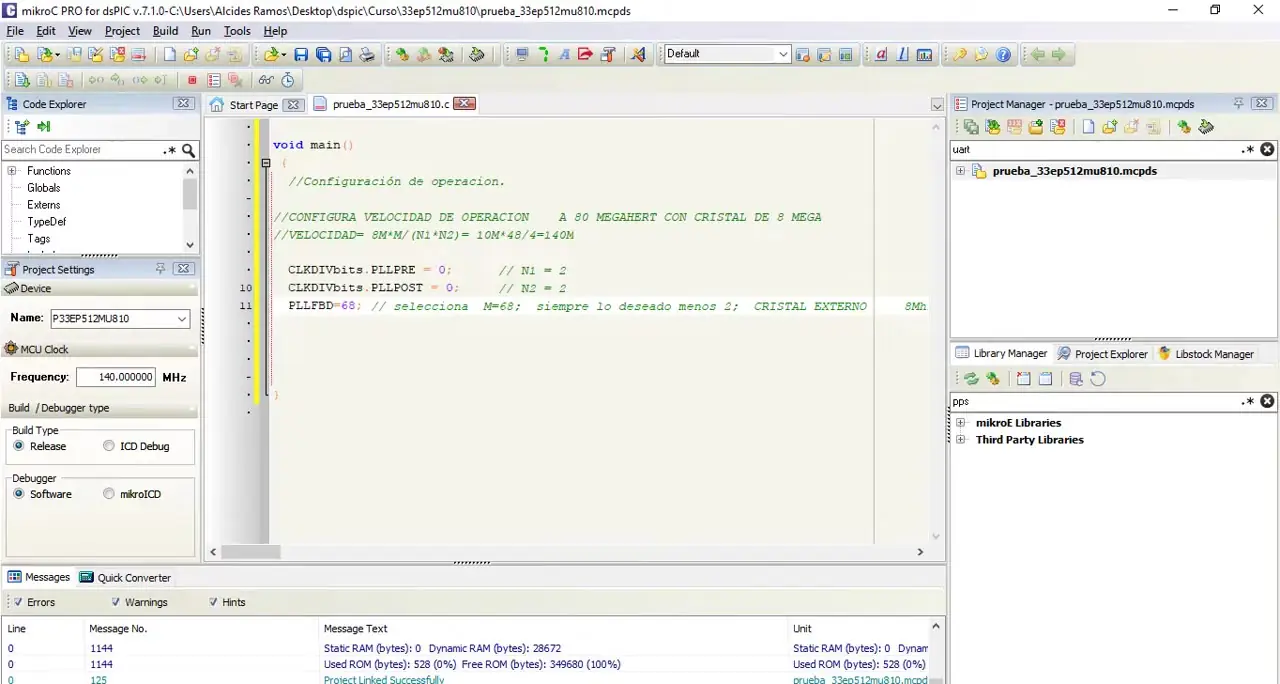 mikroC PRO for dsPIC v.7.1.0-C:\Users\Alcides Ramos\Desktop\dspic\Curso\33ep512mu810\prueba_33ep512mu810.mcpds
File Edit View Project Build Run Tools Help
Default
Code Explorer
Search Code Explorer
Functions
Globals
Externs
TypeDef
Tags
Project Settings
Device
Name: P33EP512MU810
MCU Clock
Frequency: 140.000000 MHz
Build / Debugger type
Build Type
Release ICD Debug
Debugger
Software mikroICD
Start Page prueba_33ep512mu810.c
void main()
{
//Configuración de operacion.
//CONFIGURA VELOCIDAD DE OPERACION A 80 MEGAHERT CON CRISTAL DE 8 MEGA
//VELOCIDAD= 8M*M/(N1*N2)= 10M*48/4=140M
CLKDIVbits.PLLPRE = 0; // N1 = 2
10 CLKDIVbits.PLLPOST = 0; // N2 = 2
11 PLLFBD=68; // selecciona M=68; siempre lo deseado menos 2; CRISTAL EXTERNO 8Mh
}
Project Manager - prueba_33ep512mu810.mcpds
uart .*
prueba_33ep512mu810.mcpds
Library Manager Project Explorer Libstock Manager
pps .*
mikroE Libraries
Third Party Libraries
Messages Quick Converter
Errors Warnings Hints
Line Message No. Message Text Unit
0 1144 Static RAM (bytes): 0 Dynamic RAM (bytes): 28672 Static RAM (bytes): 0 Dynam
0 1144 Used ROM (bytes): 528 (0%) Free ROM (bytes): 349680 (100%) Used ROM (bytes): 528 (0%)
0 125 Project Linked Successfully prueba_33ep512mu810.mcpd